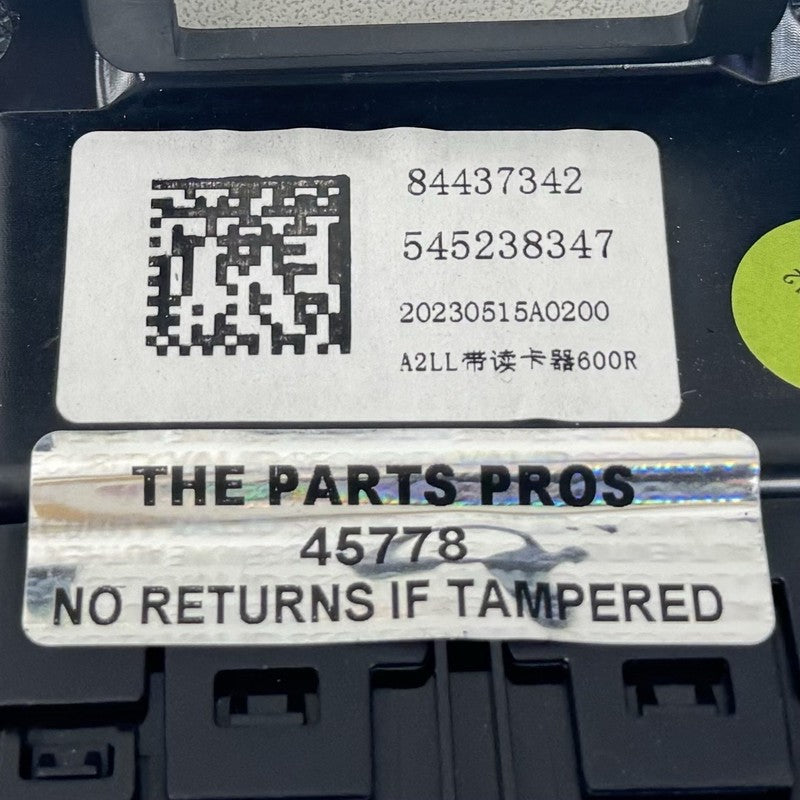 84437342
545238347
20230515A0200
A2LL带读卡器600R
THE PARTS PROS
45778
NO RETURNS IF TAMPERED